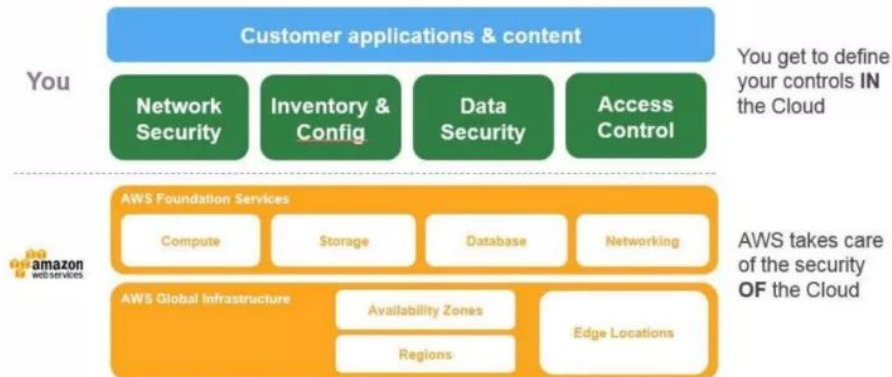 Customer applications & content
You
Network
Security
Inventory &
Config
Data
Security
Access
Control
You get to define
your controls IN
the Cloud
AWS Foundation Services
Compute
Storage
Database
Networking
amazon
webservices
AWS Global Infrastructure
Availability Zones
Regions
Edge Locations
AWS takes care
of the security
OF the Cloud